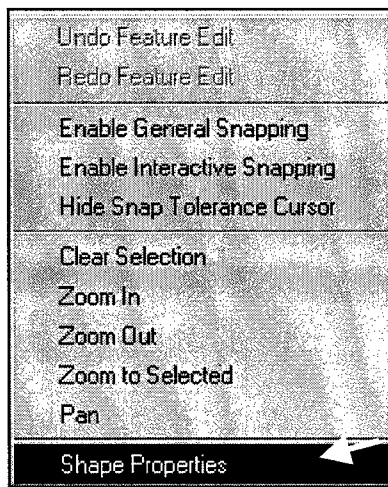 Undo Feature Edit
Redo Feature Edit
Enable General Snapping
Enable Interactive Snapping
Hide Snap Tolerance Cursor
Clear Selection
Zoom In
Zoom Out
Zoom to Selected
Pan
Shape Properties